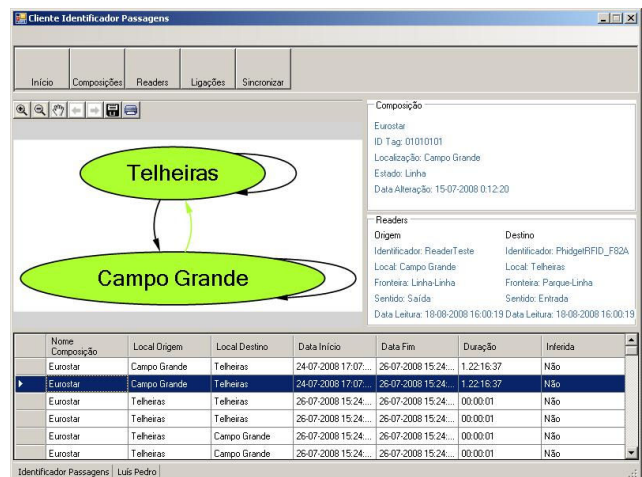 Cliente Identificador Passagens
Início Composições Readers Ligações Sincronizar
Telheiras
Campo Grande
Composição
Eurostar
ID Tag: 01010101
Localização: Campo Grande
Estado: Linha
Data Alteração: 15-07-2008 0:12:20
Readers
Origem Destino
Identificador: ReaderTeste Identificador: PhidgetRFID_F82A
Local: Campo Grande Local: Telheiras
Fronteira: Linha-Linha Fronteira: Parque-Linha
Sentido: Saída Sentido: Entrada
Data Leitura: 18-08-2008 16:00:19 Data Leitura: 18-08-2008 16:00:19
Nome Composição Local Origem Local Destino Data Início Data Fim Duração Inferida
Eurostar Campo Grande Telheiras 24-07-2008 17:07:... 26-07-2008 15:24:... 1.22:16:37 Não
Eurostar Campo Grande Telheiras 24-07-2008 17:07:... 26-07-2008 15:24:... 1.22:16:37 Não
Eurostar Telheiras Telheiras 26-07-2008 15:24:... 26-07-2008 15:24:... 00:00:01 Não
Eurostar Telheiras Telheiras 26-07-2008 15:24:... 26-07-2008 15:24:... 00:00:01 Não
Eurostar Telheiras Campo Grande 26-07-2008 15:24:... 26-07-2008 15:24:... 00:00:01 Não
Eurostar Telheiras Campo Grande 26-07-2008 15:24:... 26-07-2008 15:24:... 00:00:01 Não
Identificador Passagens Luís Pedro